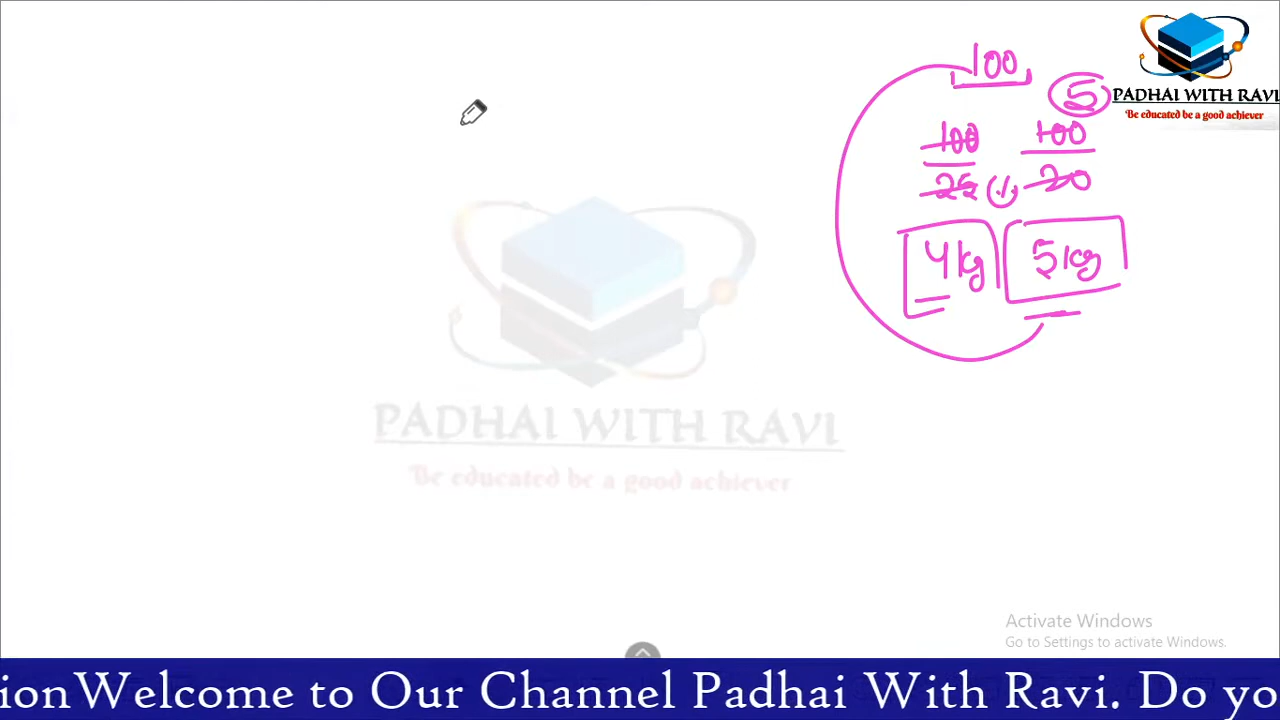 100
5
PADHAI WITH RAVI
Be educated be a good achiever
100 100
25 20
4 kg 5 kg
PADHAI WITH RAVI
Be educated be a good achiever
Activate Windows
Go to Settings to activate Windows.
ionWelcome to Our Channel Padhai With Ravi. Do yo